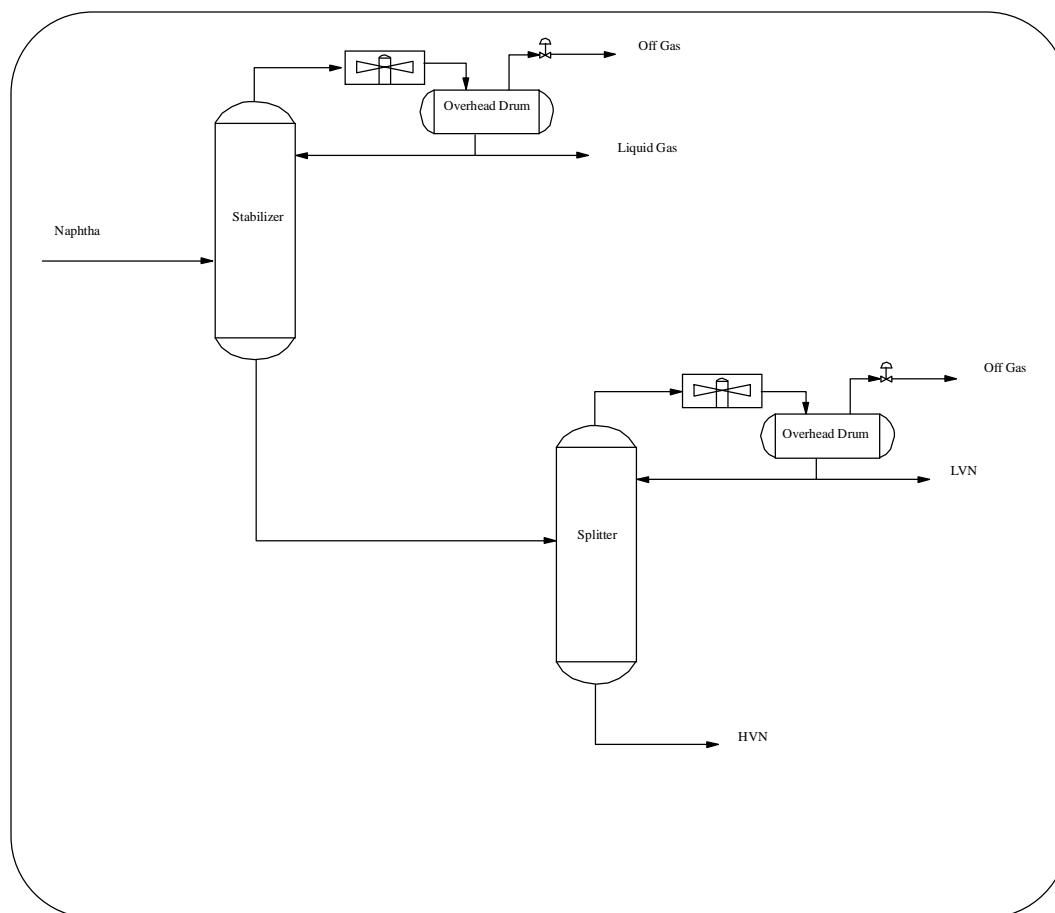 Off Gas
Overhead Drum
Liquid Gas
Stabilizer
Naphtha
Off Gas
Overhead Drum
LVN
Splitter
HVN